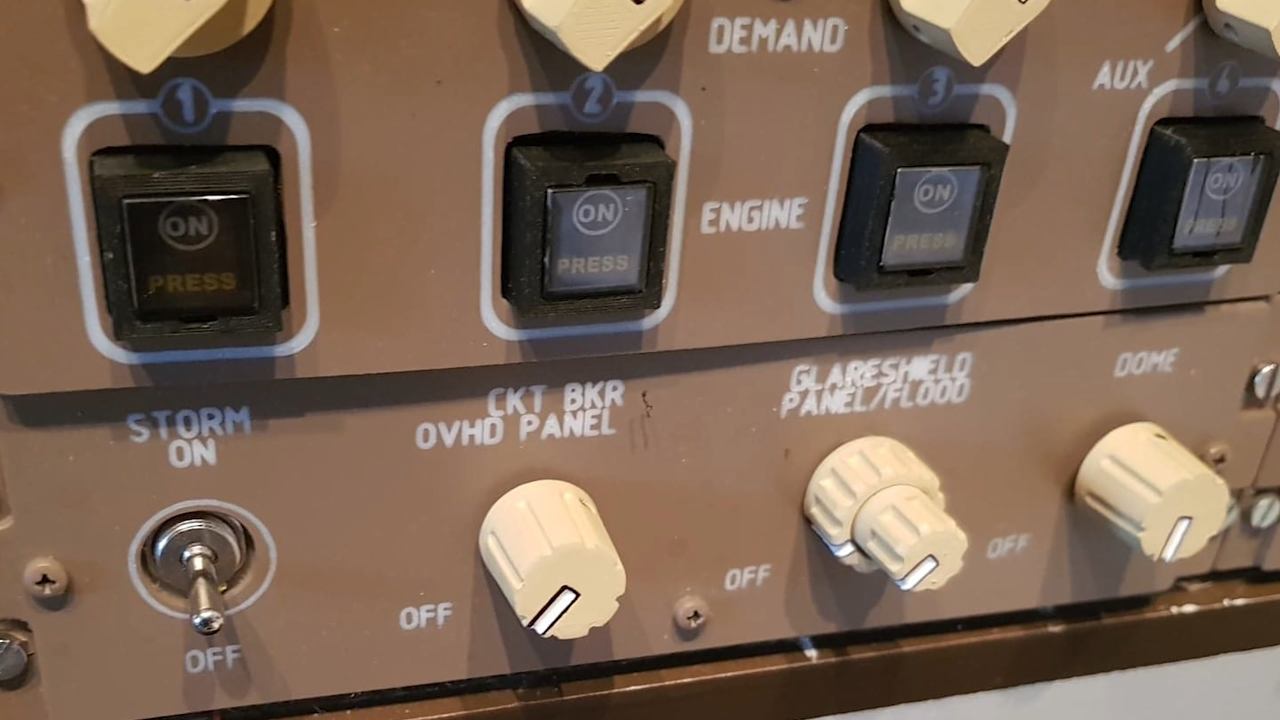 DEMAND
AUX
1
2
3
4
ON
PRESS
ON
PRESS
ENGINE
ON
PRESS
ON
PRESS
STORM
ON
CKT BKR
OVHD PANEL
GLARESHIELD
PANEL/FLOOD
DOME
OFF
OFF
OFF
OFF